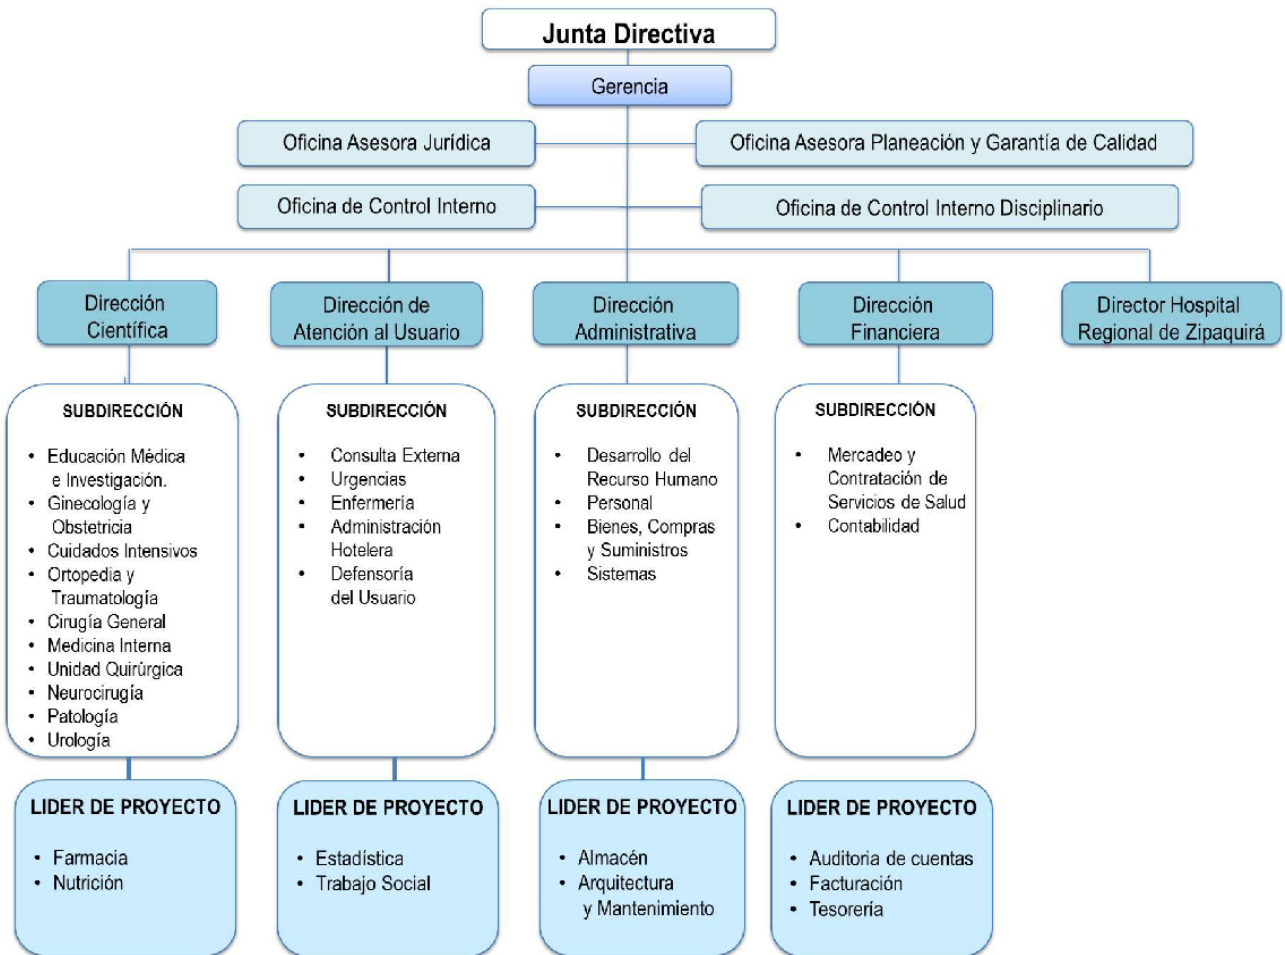 Junta Directiva
Gerencia
Oficina Asesora Jurídica
Oficina Asesora Planeación y Garantía de Calidad
Oficina de Control Interno
Oficina de Control Interno Disciplinario
Dirección
Científica
Dirección de
Atención al Usuario
Dirección
Administrativa
Dirección
Financiera
Director Hospital
Regional de Zipaquirá
SUBDIRECCIÓN
• Educación Médica
e Investigación.
• Ginecología y
Obstetricia
• Cuidados Intensivos
• Ortopedia y
Traumatología
• Cirugía General
• Medicina Interna
• Unidad Quirúrgica
• Neurocirugía
• Patología
• Urología
SUBDIRECCIÓN
• Consulta Externa
• Urgencias
• Enfermería
• Administración
Hotelera
• Defensoría
del Usuario
SUBDIRECCIÓN
• Desarrollo del
Recurso Humano
• Personal
• Bienes, Compras
y Suministros
• Sistemas
SUBDIRECCIÓN
• Mercadeo y
Contratación de
Servicios de Salud
• Contabilidad
LIDER DE PROYECTO
• Farmacia
• Nutrición
LIDER DE PROYECTO
• Estadística
• Trabajo Social
LIDER DE PROYECTO
• Almacén
• Arquitectura
y Mantenimiento
LIDER DE PROYECTO
• Auditoria de cuentas
• Facturación
• Tesorería